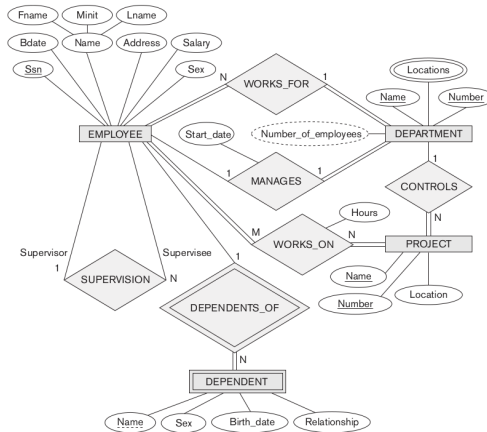 Fname Minit Lname
Bdate Name Address Salary
Ssn Sex
N WORKS_FOR 1
Locations
Name Number
EMPLOYEE
Start_date
Number_of_employees
DEPARTMENT
1 MANAGES 1
1
CONTROLS
N
Hours
M WORKS_ON N
PROJECT
Supervisor Supervisee
1 SUPERVISION N
1
Name
Number
Location
DEPENDENTS_OF
N
DEPENDENT
Name Sex Birth_date Relationship